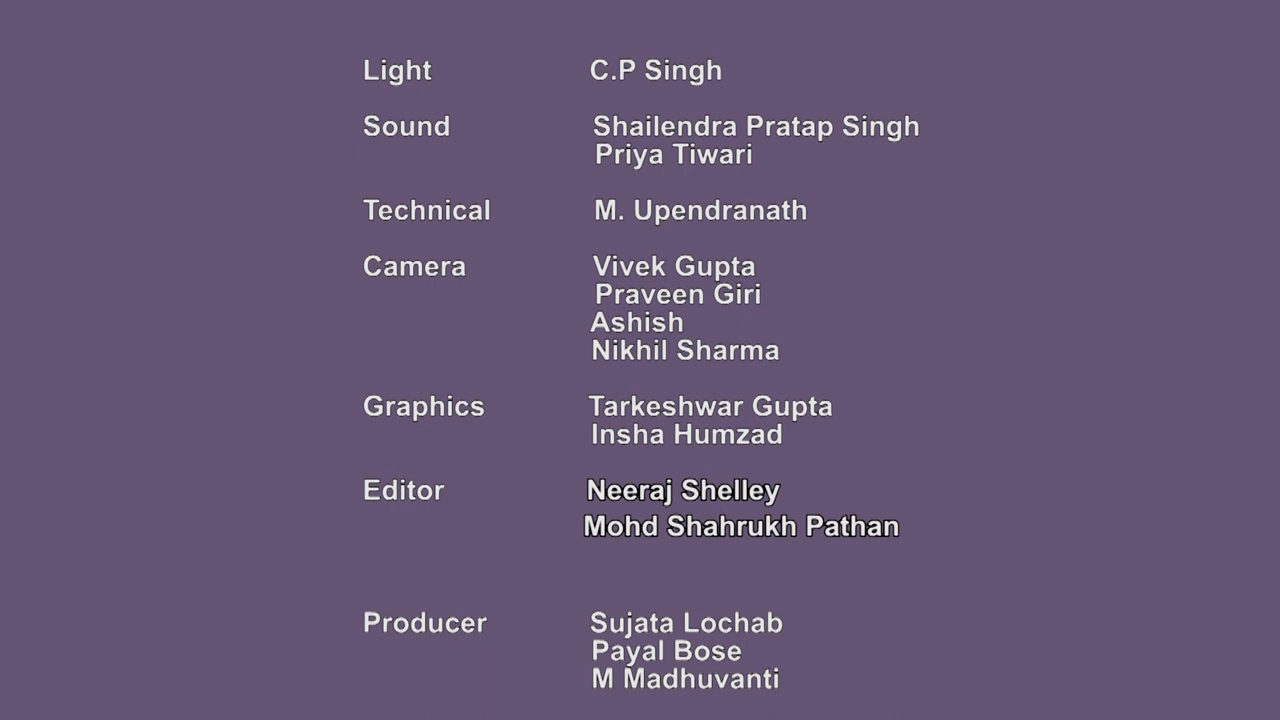 Light C.P Singh
Sound Shailendra Pratap Singh
Priya Tiwari
Technical M. Upendranath
Camera Vivek Gupta
Praveen Giri
Ashish
Nikhil Sharma
Graphics Tarkeshwar Gupta
Insha Humzad
Editor Neeraj Shelley
Mohd Shahrukh Pathan
Producer Sujata Lochab
Payal Bose
M Madhuvanti